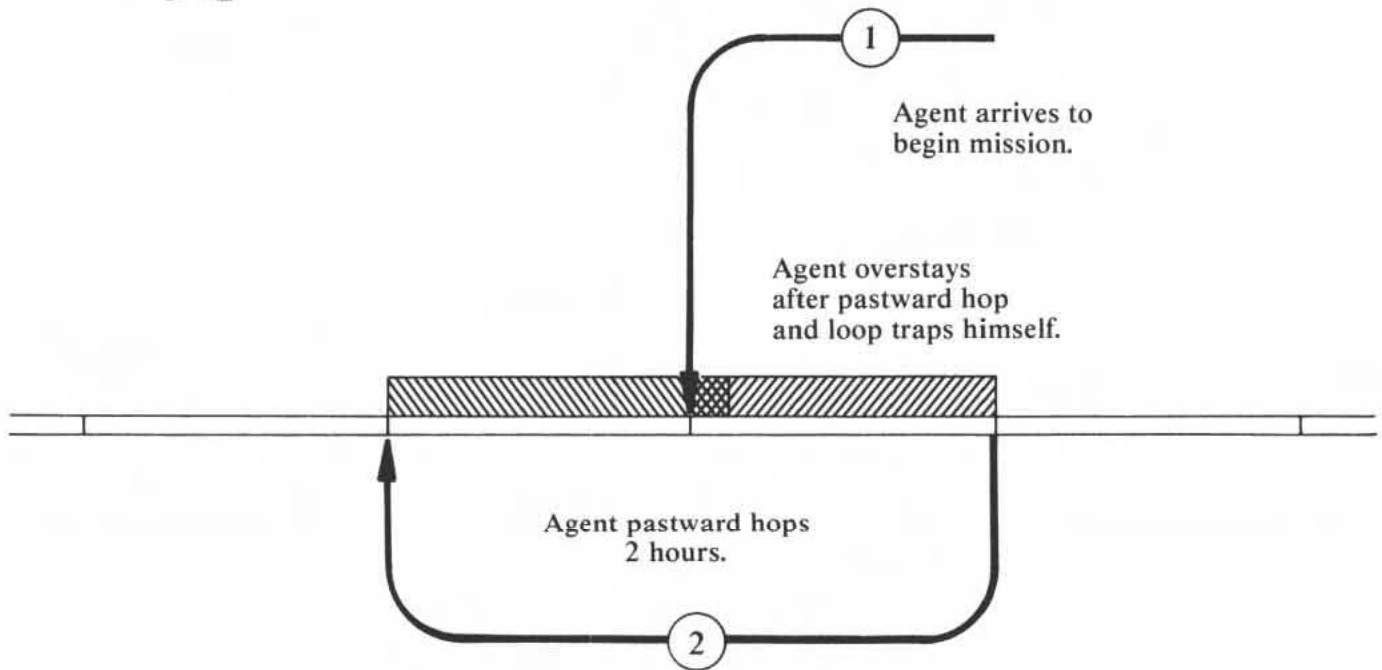 1
Agent arrives to
begin mission.
Agent overstays
after pastward hop
and loop traps himself.
Agent pastward hops
2 hours.
2